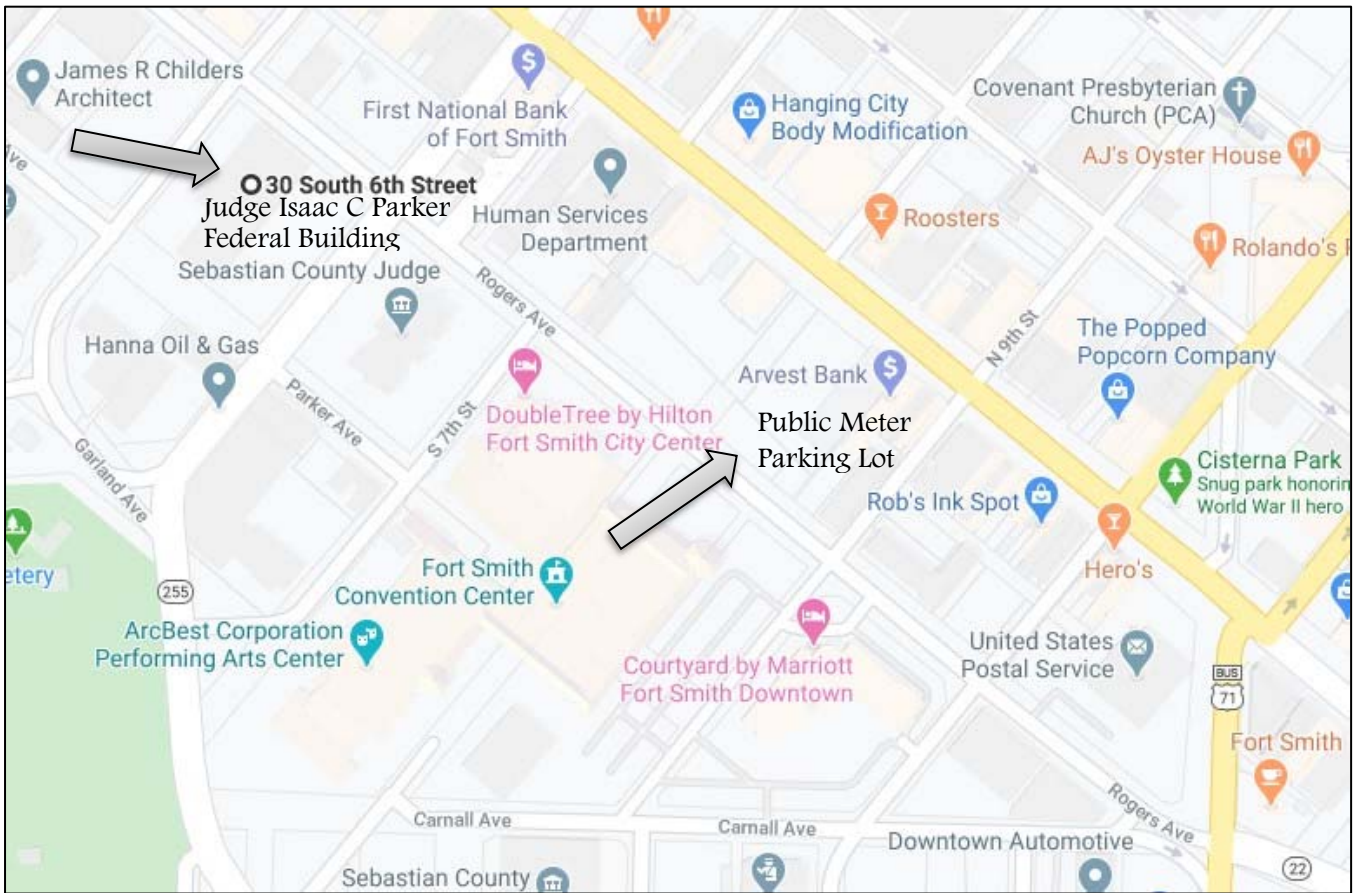 James R Childers
Architect
First National Bank
of Fort Smith
Hanging City
Body Modification
Covenant Presbyterian
Church (PCA)
AJ's Oyster House
Ave
30 South 6th Street
Judge Isaac C Parker
Federal Building
Human Services
Department
Roosters
Rolando's
Sebastian County Judge
Rogers Ave
Hanna Oil & Gas
N 9th St
The Popped
Popcorn Company
Arvest Bank
Parker Ave
S 7th St
DoubleTree by Hilton
Fort Smith City Center
Public Meter
Parking Lot
Garland Ave
Cisterna Park
Snug park honorin
World War II hero
Rob's Ink Spot
Hero's
etery
255
Fort Smith
Convention Center
ArcBest Corporation
Performing Arts Center
Courtyard by Marriott
Fort Smith Downtown
United States
Postal Service
BUS
71
Fort Smith
Rogers Ave
Carnall Ave
Carnall Ave
Downtown Automotive
22
Sebastian County